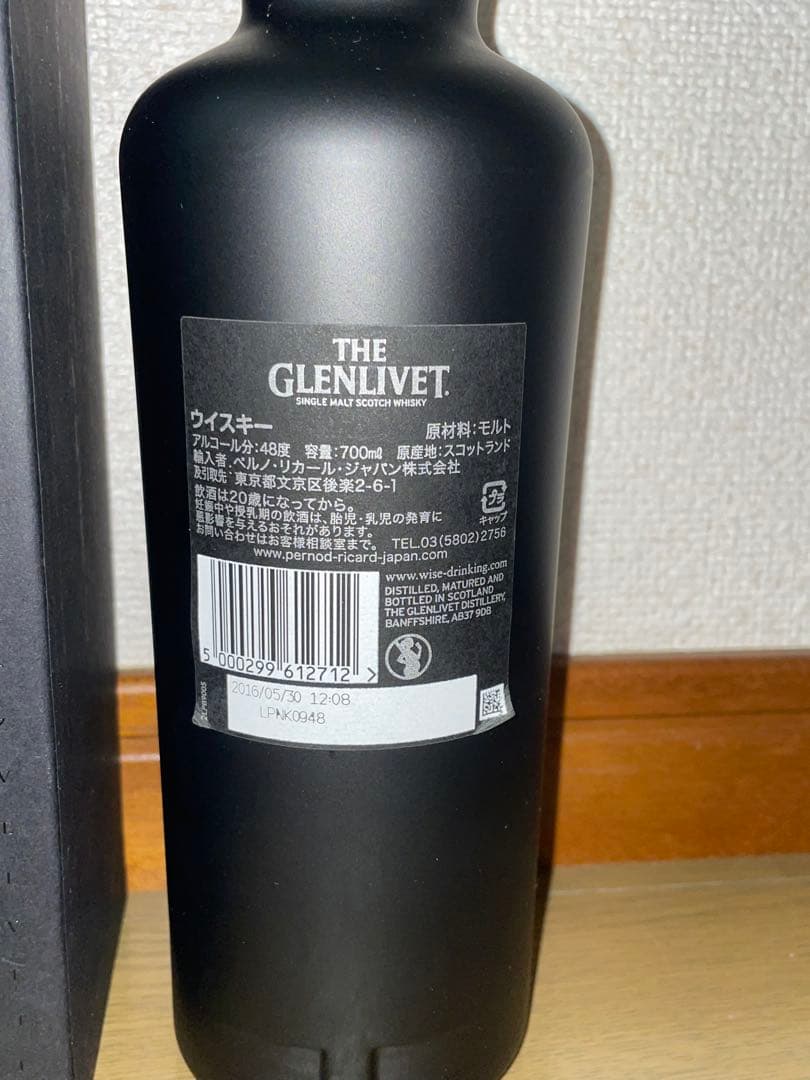 THE
GLENLIVET®
SINGLE MALT SCOTCH WHISKY
ウイスキー 原材料:モルト
アルコール分:48度 容量:700mℓ 原産地:スコットランド
輸入者 ペルノ・リカール・ジャパン株式会社
及引取先: 東京都文京区後楽2-6-1
飲酒は20歳になってから。
妊娠中や授乳期の飲酒は、胎児・乳児の発育に
悪影響を与えるおそれがあります。
お問い合わせはお客様相談室まで。 TEL.03(5802)2756
プラ
キャップ
www.pernod-ricard-japan.com
www.wise-drinking.com
DISTILLED, MATURED AND
BOTTLED IN SCOTLAND
THE GLENLIVET DISTILLERY,
BANFFSHIRE, AB37 9DB
5 000299 612712 >
2016/05/30 12:08
LPNK0948